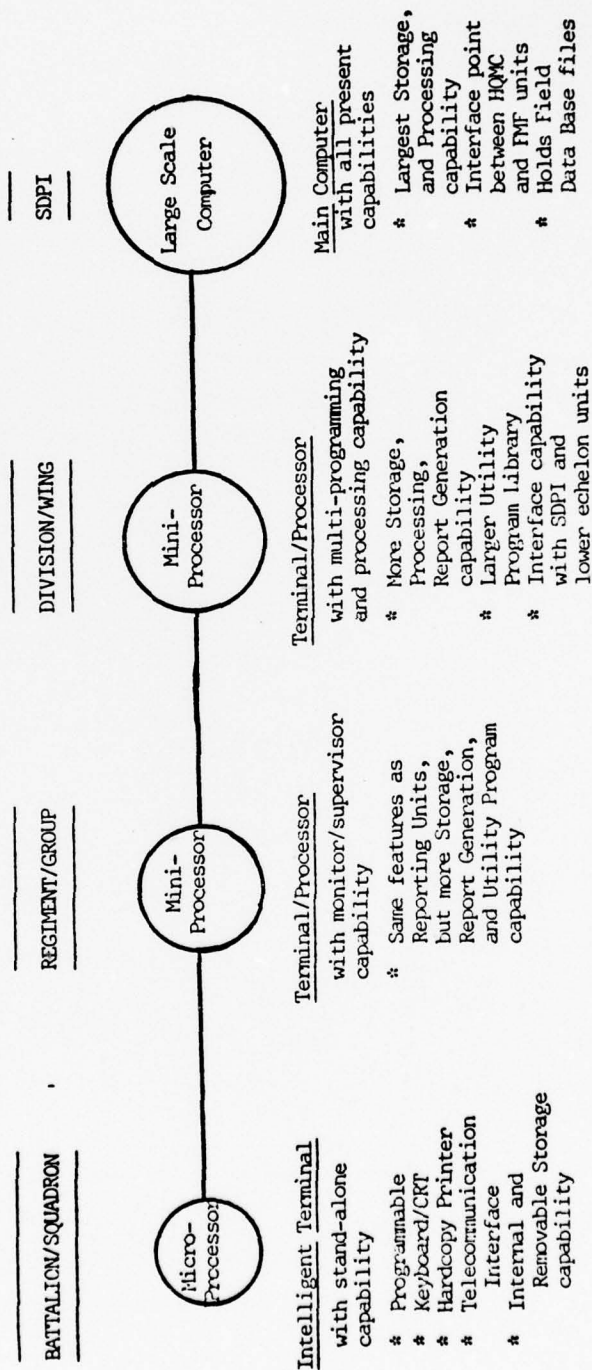 BATTALION/SQUADRON
REGIMENT/GROUP
DIVISION/WING
SDPI
Micro-
Processor
Mini-
Processor
Mini-
Processor
Large Scale
Computer
Intelligent Terminal
with stand-alone
capability
* Programmable
* Keyboard/CRT
* Hardcopy Printer
* Telecommunication
Interface
* Internal and
Removable Storage
capability
Terminal/Processor
with monitor/supervisor
capability
* Same features as
Reporting Units,
but more Storage,
Report Generation,
and Utility Program
capability
Terminal/Processor
with multi-programming
and processing capability
* More Storage,
Processing,
Report Generation
capability
* Larger Utility
Program Library
* Interface capability
with SDPI and
lower echelon units
Main Computer
with all present
capabilities
* Largest Storage,
and Processing
capability
* Interface point
between HQMC
and FMF units
* Holds Field
Data Base files